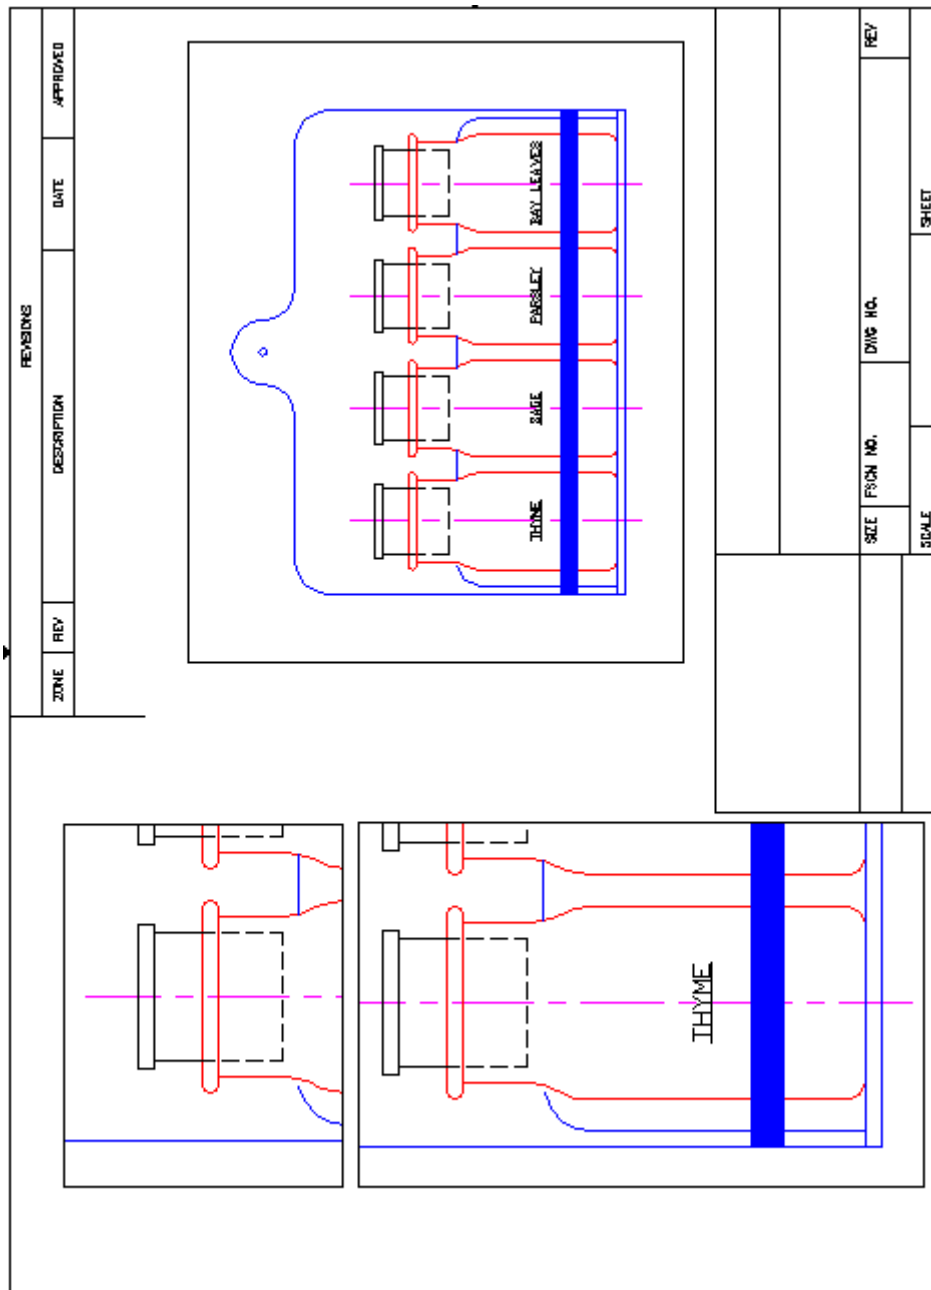 REVISIONS
ZONE REV DESCRIPTION DATE APPROVED
THYME SAGE PARSLEY BAY LEAVES
THYME
SIZE FSCN NO. DWG NO. REV
SCALE SHEET